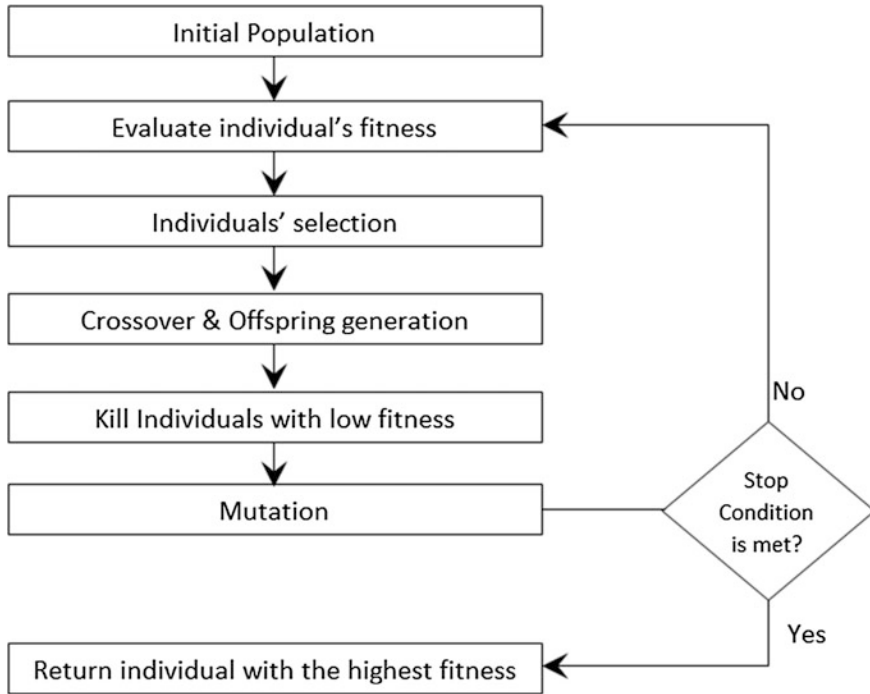 Initial Population
Evaluate individual’s fitness
Individuals’ selection
Crossover & Offspring generation
Kill Individuals with low fitness
Mutation
No
Stop
Condition
is met?
Yes
Return individual with the highest fitness